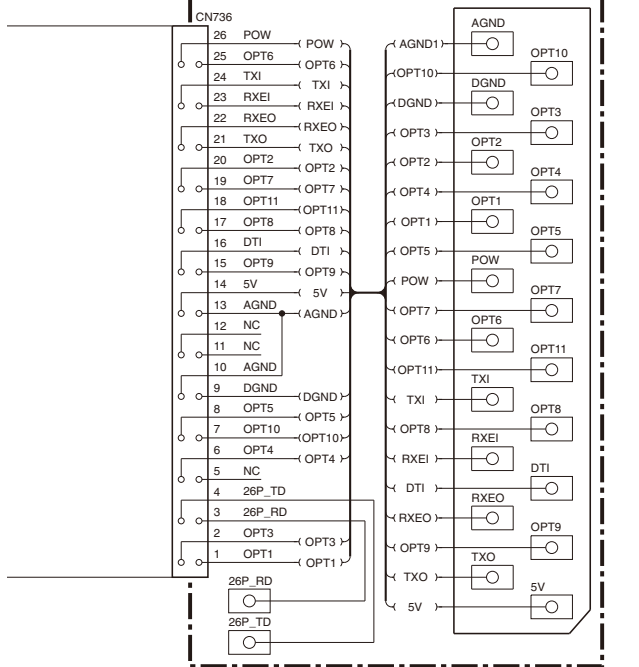 CN736
26 POW POW
25 OPT6 OPT6
24 TXI TXI
23 RXEI RXEI
22 RXEO RXEO
21 TXO TXO
20 OPT2 OPT2
19 OPT7 OPT7
18 OPT11 OPT11
17 OPT8 OPT8
16 DTI DTI
15 OPT9 OPT9
14 5V 5V
13 AGND AGND
12 NC
11 NC
10 AGND
9 DGND DGND
8 OPT5 OPT5
7 OPT10 OPT10
6 OPT4 OPT4
5 NC
4 26P_TD
3 26P_RD
2 OPT3 OPT3
1 OPT1 OPT1
26P_RD
26P_TD
AGND1 AGND
OPT10 OPT10
DGND DGND
OPT3 OPT3
OPT2 OPT2
OPT4 OPT4
OPT1 OPT1
OPT5 OPT5
POW POW
OPT7 OPT7
OPT6 OPT6
OPT11 OPT11
TXI TXI
OPT8 OPT8
RXEI RXEI
DTI DTI
RXEO RXEO
OPT9 OPT9
TXO TXO
5V 5V